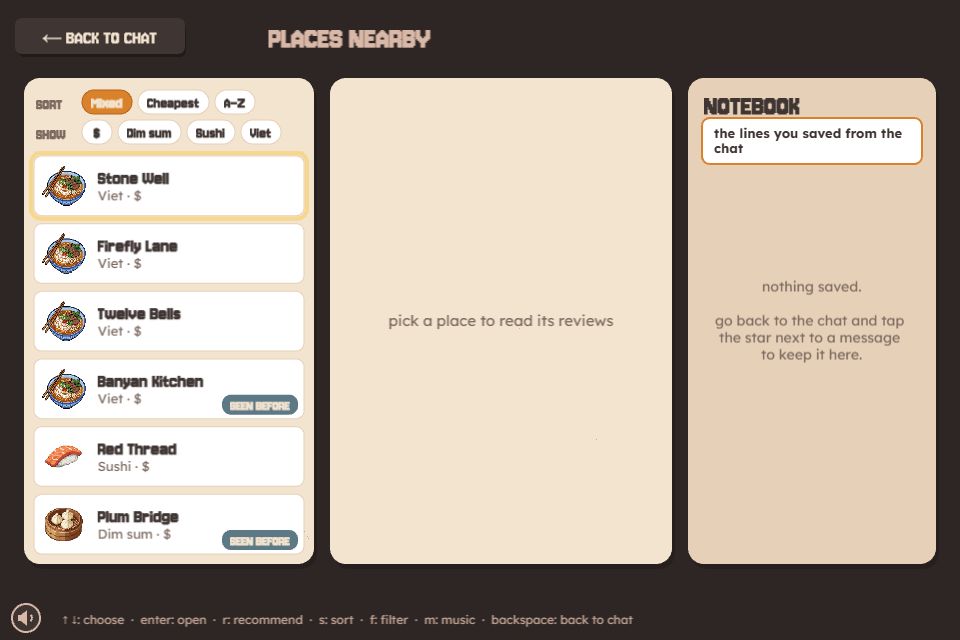 ← BACK TO CHAT
PLACES NEARBY
SORT Mixed Cheapest A-Z
SHOW $ Dim sum Sushi Viet
Stone Well
Viet · $
Firefly Lane
Viet · $
Twelve Bells
Viet · $
Banyan Kitchen
Viet · $
SEEN BEFORE
Red Thread
Sushi · $
Plum Bridge
Dim sum · $
SEEN BEFORE
pick a place to read its reviews
NOTEBOOK
the lines you saved from the
chat
nothing saved.
go back to the chat and tap
the star next to a message
to keep it here.
↑ ↓: choose · enter: open · r: recommend · s: sort · f: filter · m: music · backspace: back to chat